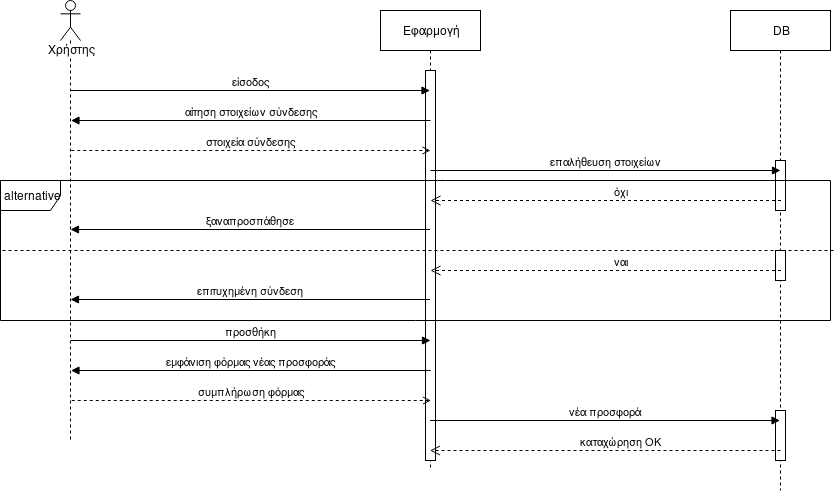 Χρήστης
Εφαρμογή
DB
είσοδος
αίτηση στοιχείων σύνδεσης
στοιχεία σύνδεσης
επαλήθευση στοιχείων
alternative
όχι
ξαναπροσπάθησε
ναι
επιτυχημένη σύνδεση
προσθήκη
εμφάνιση φόρμας νέας προσφοράς
συμπλήρωση φόρμας
νέα προσφορά
καταχώρηση OK